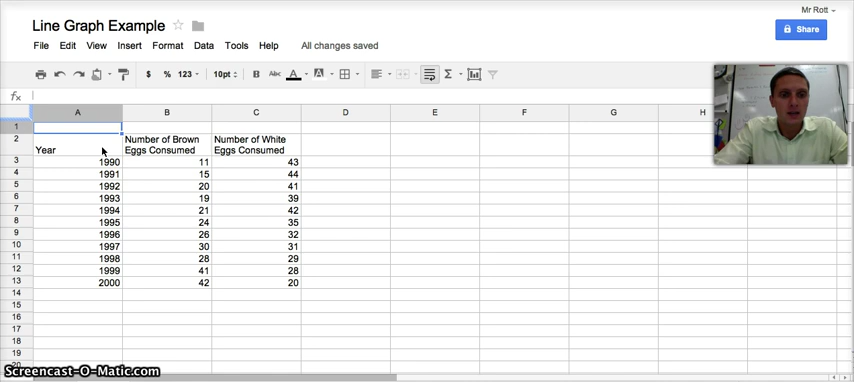 Mr Rott
Line Graph Example
Share
File Edit View Insert Format Data Tools Help All changes saved
$ % 123 10pt B Abc A A Σ
fx
A B C D E F G H
1
2 Year Number of Brown Eggs Consumed Number of White Eggs Consumed
3 1990 11 43
4 1991 15 44
5 1992 20 41
6 1993 19 39
7 1994 21 42
8 1995 24 35
9 1996 26 32
10 1997 30 31
11 1998 28 29
12 1999 41 28
13 2000 42 20
14
15
16
17
18
19
20
Screencast-O-Matic.com